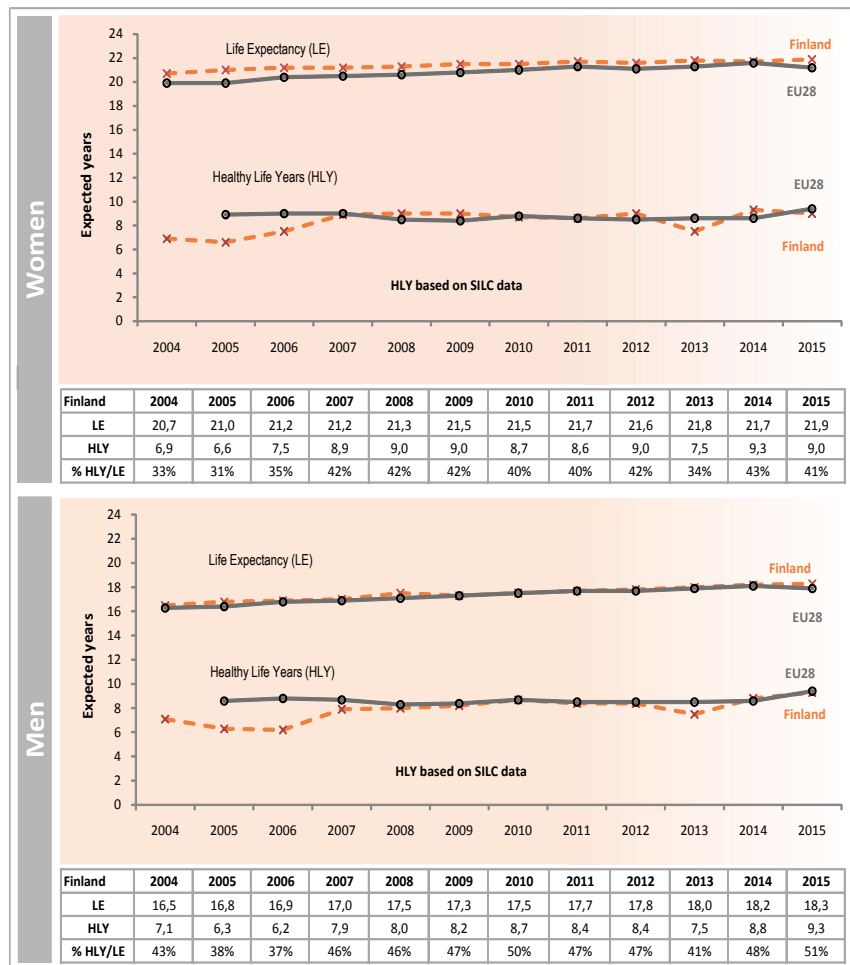 Women
24
22
20
18
16
14
12
10
8
6
4
2
0
Expected years
Life Expectancy (LE)
Finland
EU28
Healthy Life Years (HLY)
EU28
Finland
HLY based on SILC data
2004 2005 2006 2007 2008 2009 2010 2011 2012 2013 2014 2015
Finland 2004 2005 2006 2007 2008 2009 2010 2011 2012 2013 2014 2015
LE 20,7 21,0 21,2 21,2 21,3 21,5 21,5 21,7 21,6 21,8 21,7 21,9
HLY 6,9 6,6 7,5 8,9 9,0 9,0 8,7 8,6 9,0 7,5 9,3 9,0
% HLY/LE 33% 31% 35% 42% 42% 42% 40% 40% 42% 34% 43% 41%
Men
24
22
20
18
16
14
12
10
8
6
4
2
0
Expected years
Life Expectancy (LE)
Finland
EU28
Healthy Life Years (HLY)
EU28
Finland
HLY based on SILC data
2004 2005 2006 2007 2008 2009 2010 2011 2012 2013 2014 2015
Finland 2004 2005 2006 2007 2008 2009 2010 2011 2012 2013 2014 2015
LE 16,5 16,8 16,9 17,0 17,5 17,3 17,5 17,7 17,8 18,0 18,2 18,3
HLY 7,1 6,3 6,2 7,9 8,0 8,2 8,7 8,4 8,4 7,5 8,8 9,3
% HLY/LE 43% 38% 37% 46% 46% 47% 50% 47% 47% 41% 48% 51%